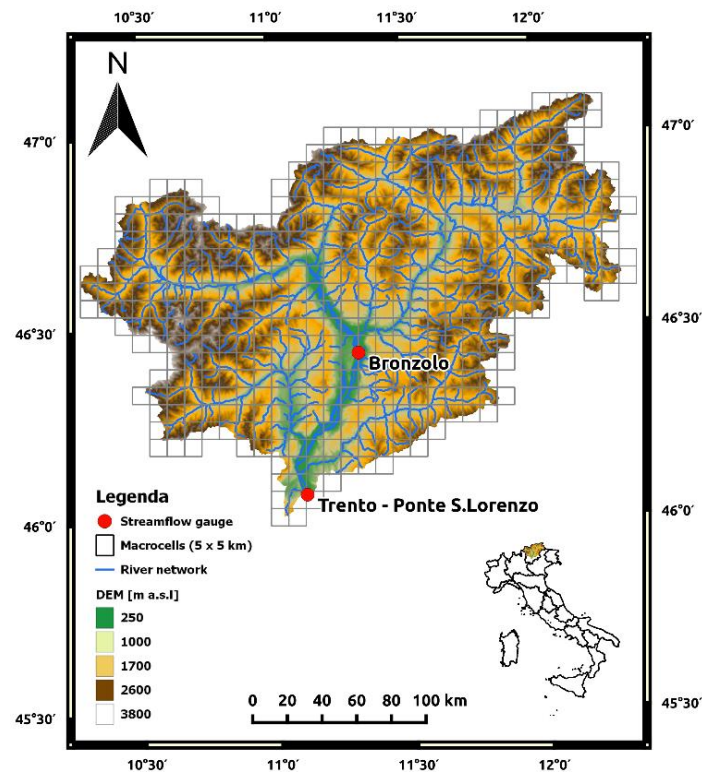 10°30′ 11°0′ 11°30′ 12°0′
N
47°0′ 47°0′
46°30′ 46°30′
Bronzolo
Trento - Ponte S.Lorenzo
46°0′ 46°0′
Legenda
Streamflow gauge
Macrocells (5 x 5 km)
River network
DEM [m a.s.l]
250
1000
1700
2600
3800
0 20 40 60 80 100 km
45°30′ 45°30′
10°30′ 11°0′ 11°30′ 12°0′